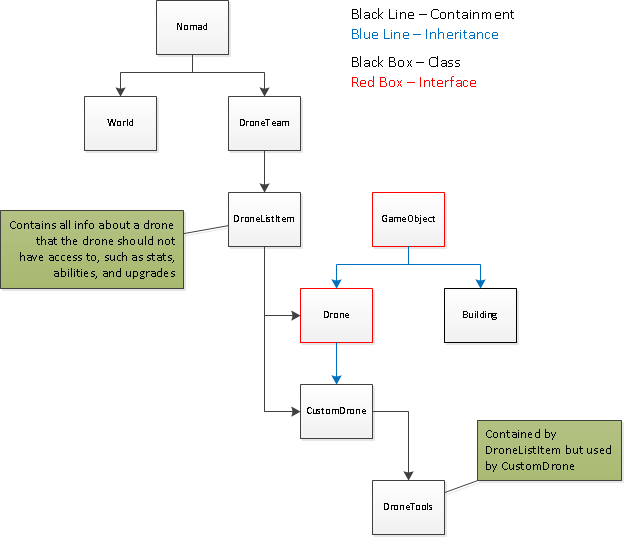 Black Line – Containment
Blue Line – Inheritance
Black Box – Class
Red Box – Interface
Nomad
World
DroneTeam
DroneListItem
GameObject
Contains all info about a drone
that the drone should not
have access to, such as stats,
abilities, and upgrades
Drone
Building
CustomDrone
Contained by
DroneListItem but used
by CustomDrone
DroneTools